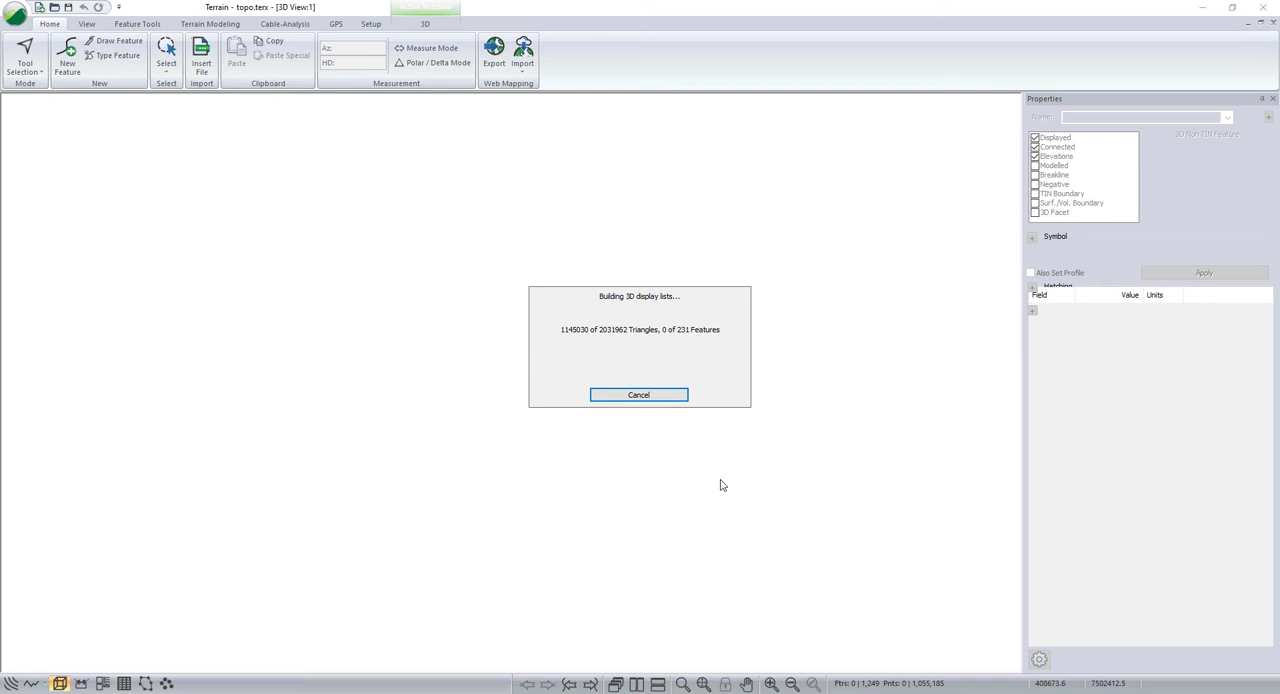 Terrain - topo.terx - [3D View:1]
Active Window
Home View Feature Tools Terrain Modeling Cable-Analysis GPS Setup 3D
Tool Selection
Mode
New Feature
Draw Feature
Type Feature
New
Select
Select
Insert File
Import
Paste
Copy
Paste Special
Clipboard
Az:
HD:
Measure Mode
Polar / Delta Mode
Measurement
Export Import
Web Mapping
Properties
Name:
3D Non TIN Feature
Displayed
Connected
Elevations
Modelled
Breakline
Negative
TIN Boundary
Surf./Vol. Boundary
3D Facet
Symbol
Also Set Profile
Apply
Hatching
Field Value Units
Building 3D display lists...
1145030 of 2031962 Triangles, 0 of 231 Features
Cancel
Ftrs: 0 | 1,249 Pnts: 0 | 1,055,185 408673.6 7502412.5